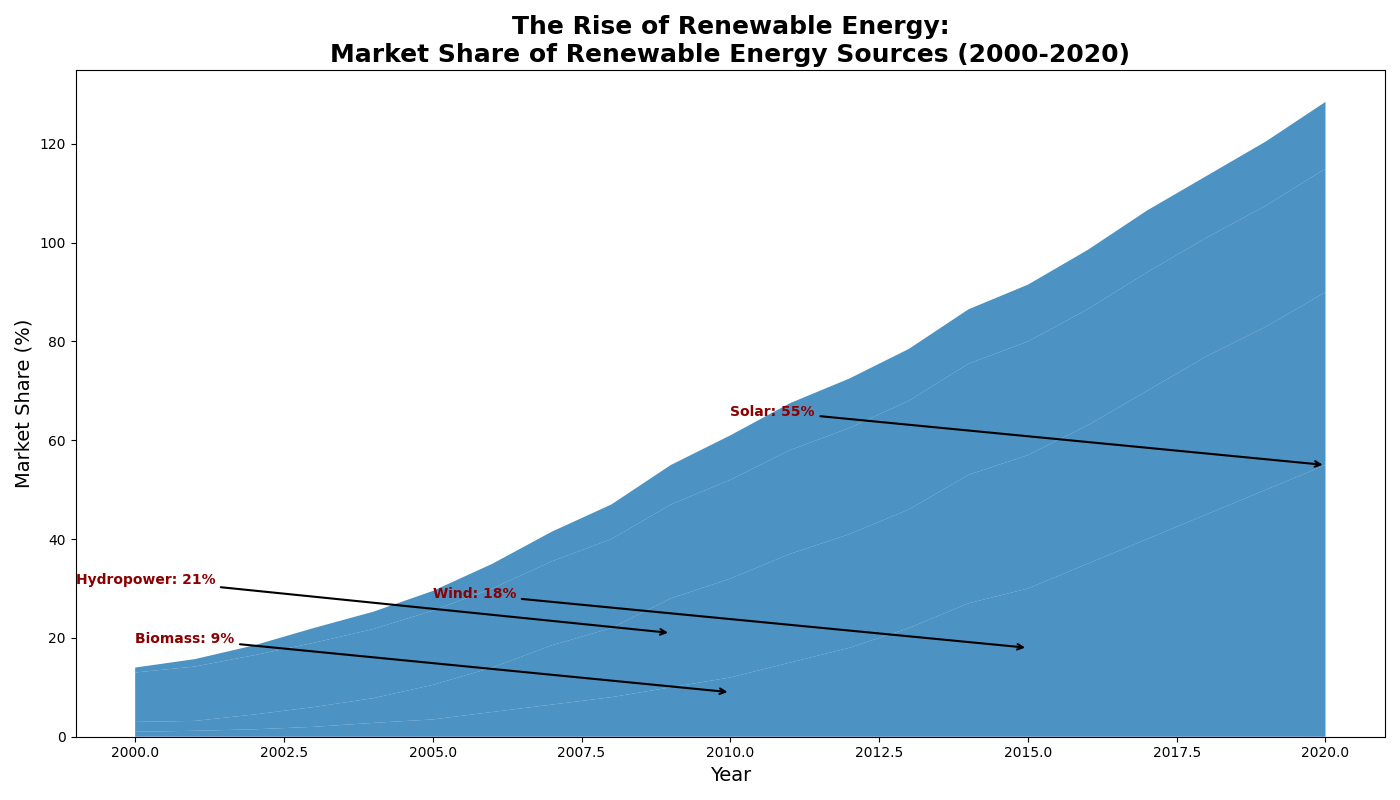 The Rise of Renewable Energy:
Market Share of Renewable Energy Sources (2000-2020)
Market Share (%)
120
100
80
60
40
20
0
Solar: 55%
Hydropower: 21%
Wind: 18%
Biomass: 9%
2000.0
2002.5
2005.0
2007.5
2010.0
2012.5
2015.0
2017.5
2020.0
Year